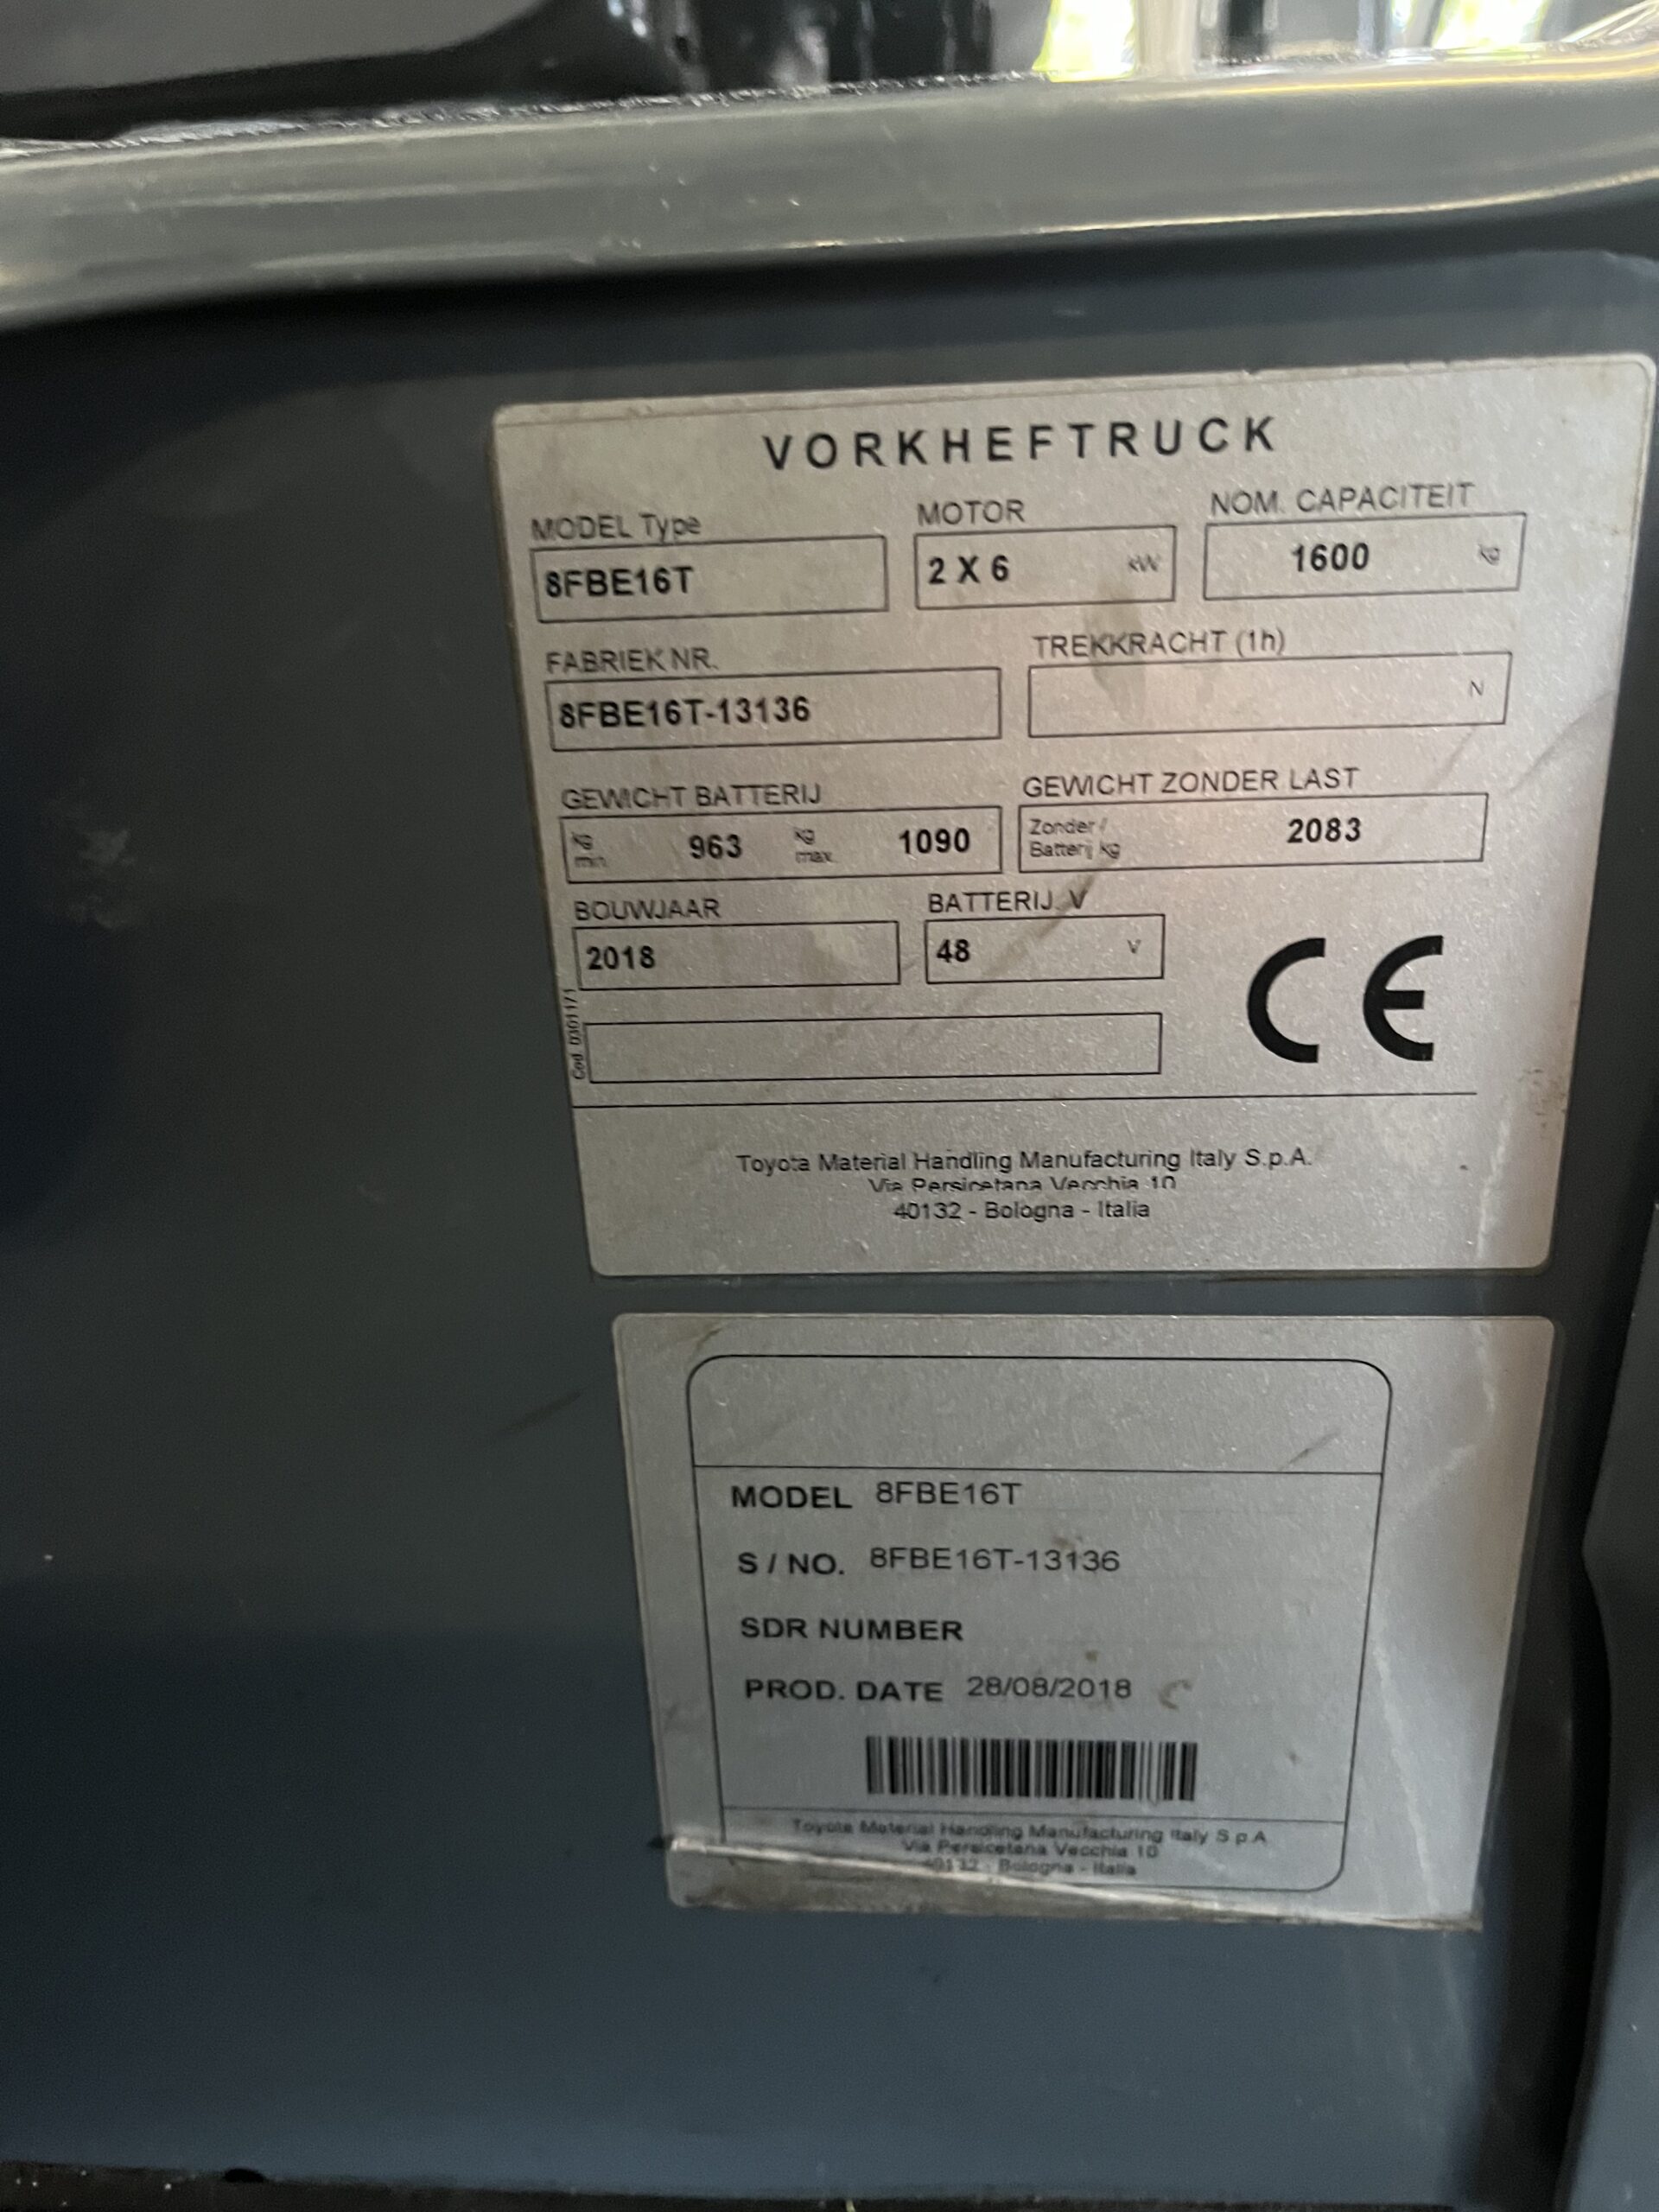 VORKHEFTRUCK
MODEL Type MOTOR NOM. CAPACITEIT
8FBE16T 2 X 6 kW 1600 kg
FABRIEK NR. TREKKRACHT (1h)
8FBE16T-13136 N
GEWICHT BATTERIJ GEWICHT ZONDER LAST
kg min. 963 kg max. 1090 Zonder / Batterij kg 2083
BOUWJAAR BATTERIJ. V
2018 48 V
Cod. 0301171
CE
Toyota Material Handling Manufacturing Italy S.p.A.
Via Persicetana Vecchia 10
40132 - Bologna - Italia
MODEL 8FBE16T
S / NO. 8FBE16T-13136
SDR NUMBER
PROD. DATE 28/08/2018
Toyota Material Handling Manufacturing Italy S.p.A
Via Persicetana Vecchia 10
40132 - Bologna - Italia